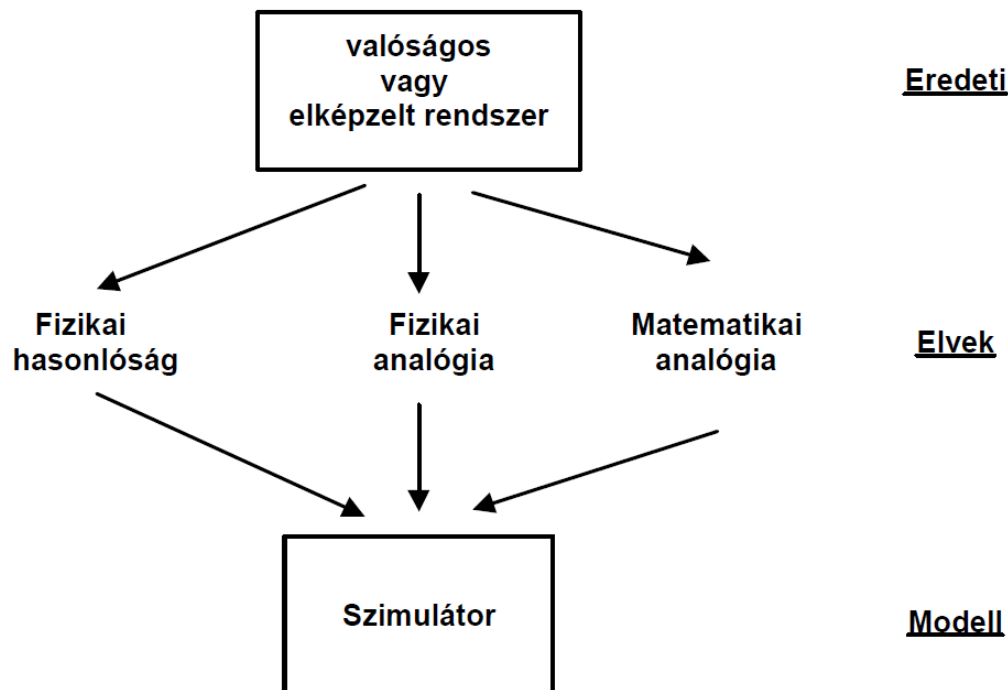 valóságos
vagy
elképzelt rendszer
Eredeti
Fizikai
hasonlóság
Fizikai
analógia
Matematikai
analógia
Elvek
Szimulátor
Modell